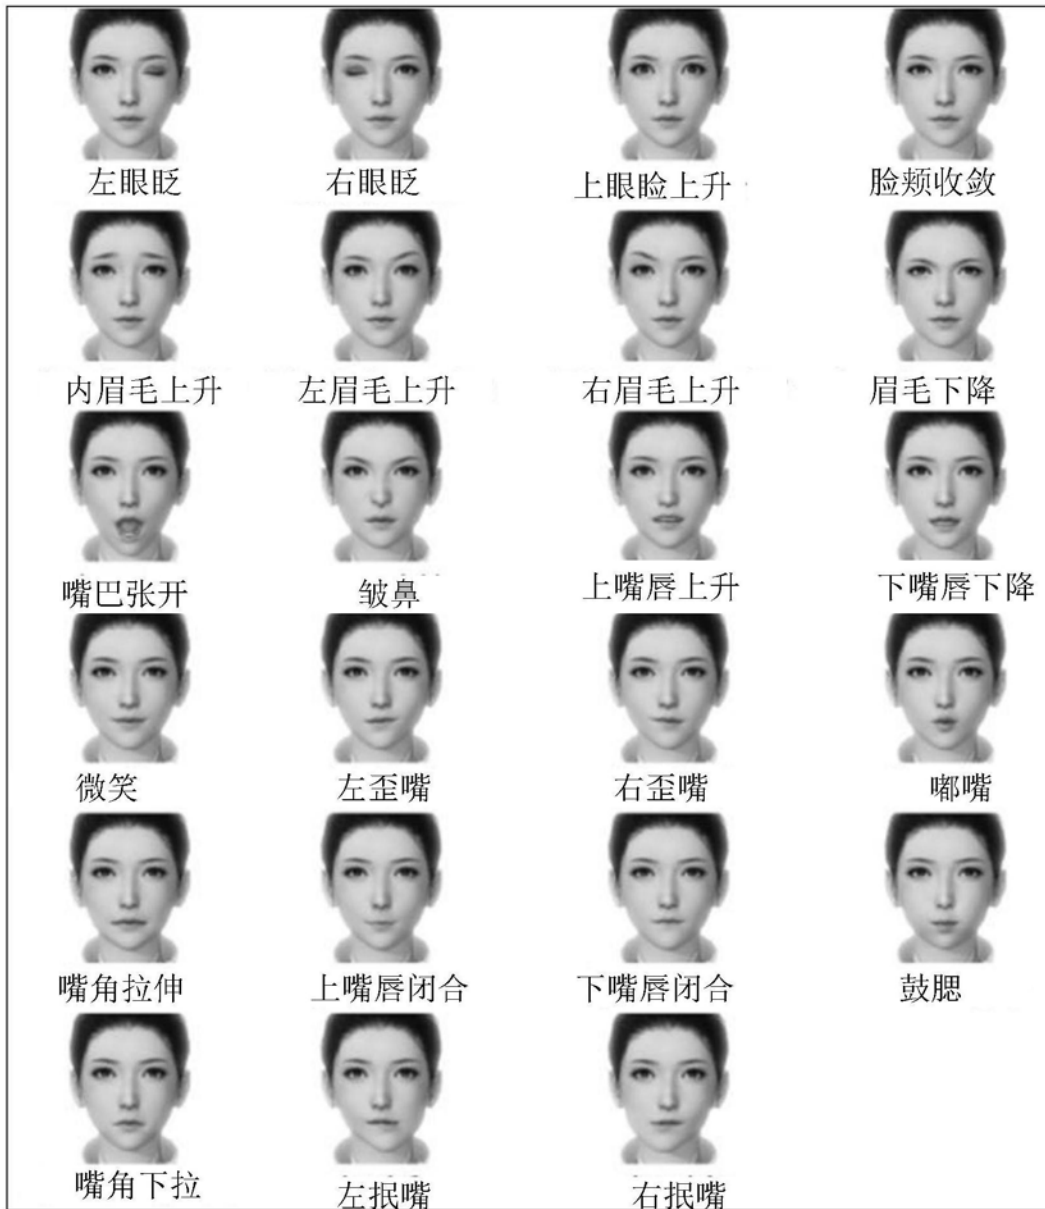 左眼眨 右眼眨 上眼睑上升 脸颊收敛
内眉毛上升 左眉毛上升 右眉毛上升 眉毛下降
嘴巴张开 皱鼻 上嘴唇上升 下嘴唇下降
微笑 左歪嘴 右歪嘴 嘟嘴
嘴角拉伸 上嘴唇闭合 下嘴唇闭合 鼓腮
嘴角下拉 左抿嘴 右抿嘴